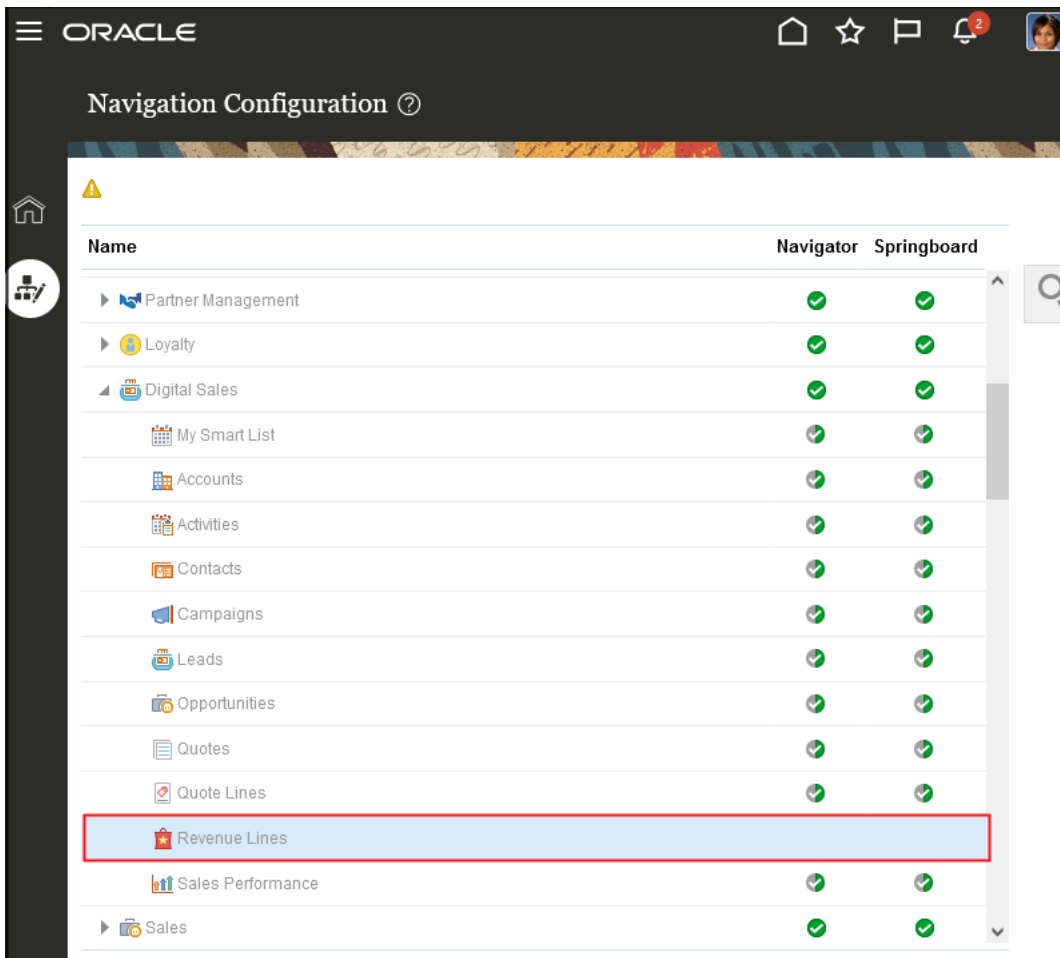 ORACLE
2
Navigation Configuration ?
Name Navigator Springboard
Partner Management
Loyalty
Digital Sales
My Smart List
Accounts
Activities
Contacts
Campaigns
Leads
Opportunities
Quotes
Quote Lines
Revenue Lines
Sales Performance
Sales